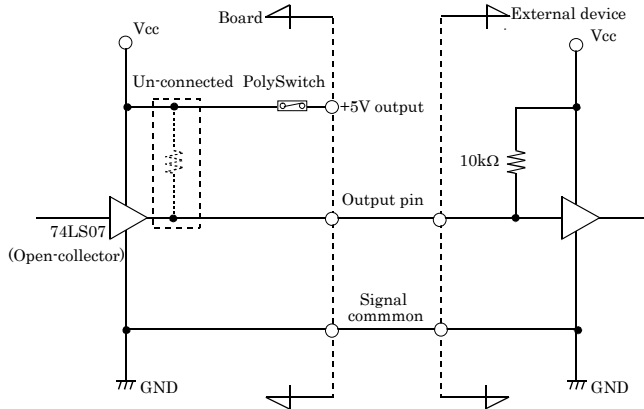 Board
External device
Vcc
Vcc
Un-connected
PolySwitch
+5V output
10kΩ
Output pin
74LS07
(Open-collector)
Signal
commmon
GND
GND